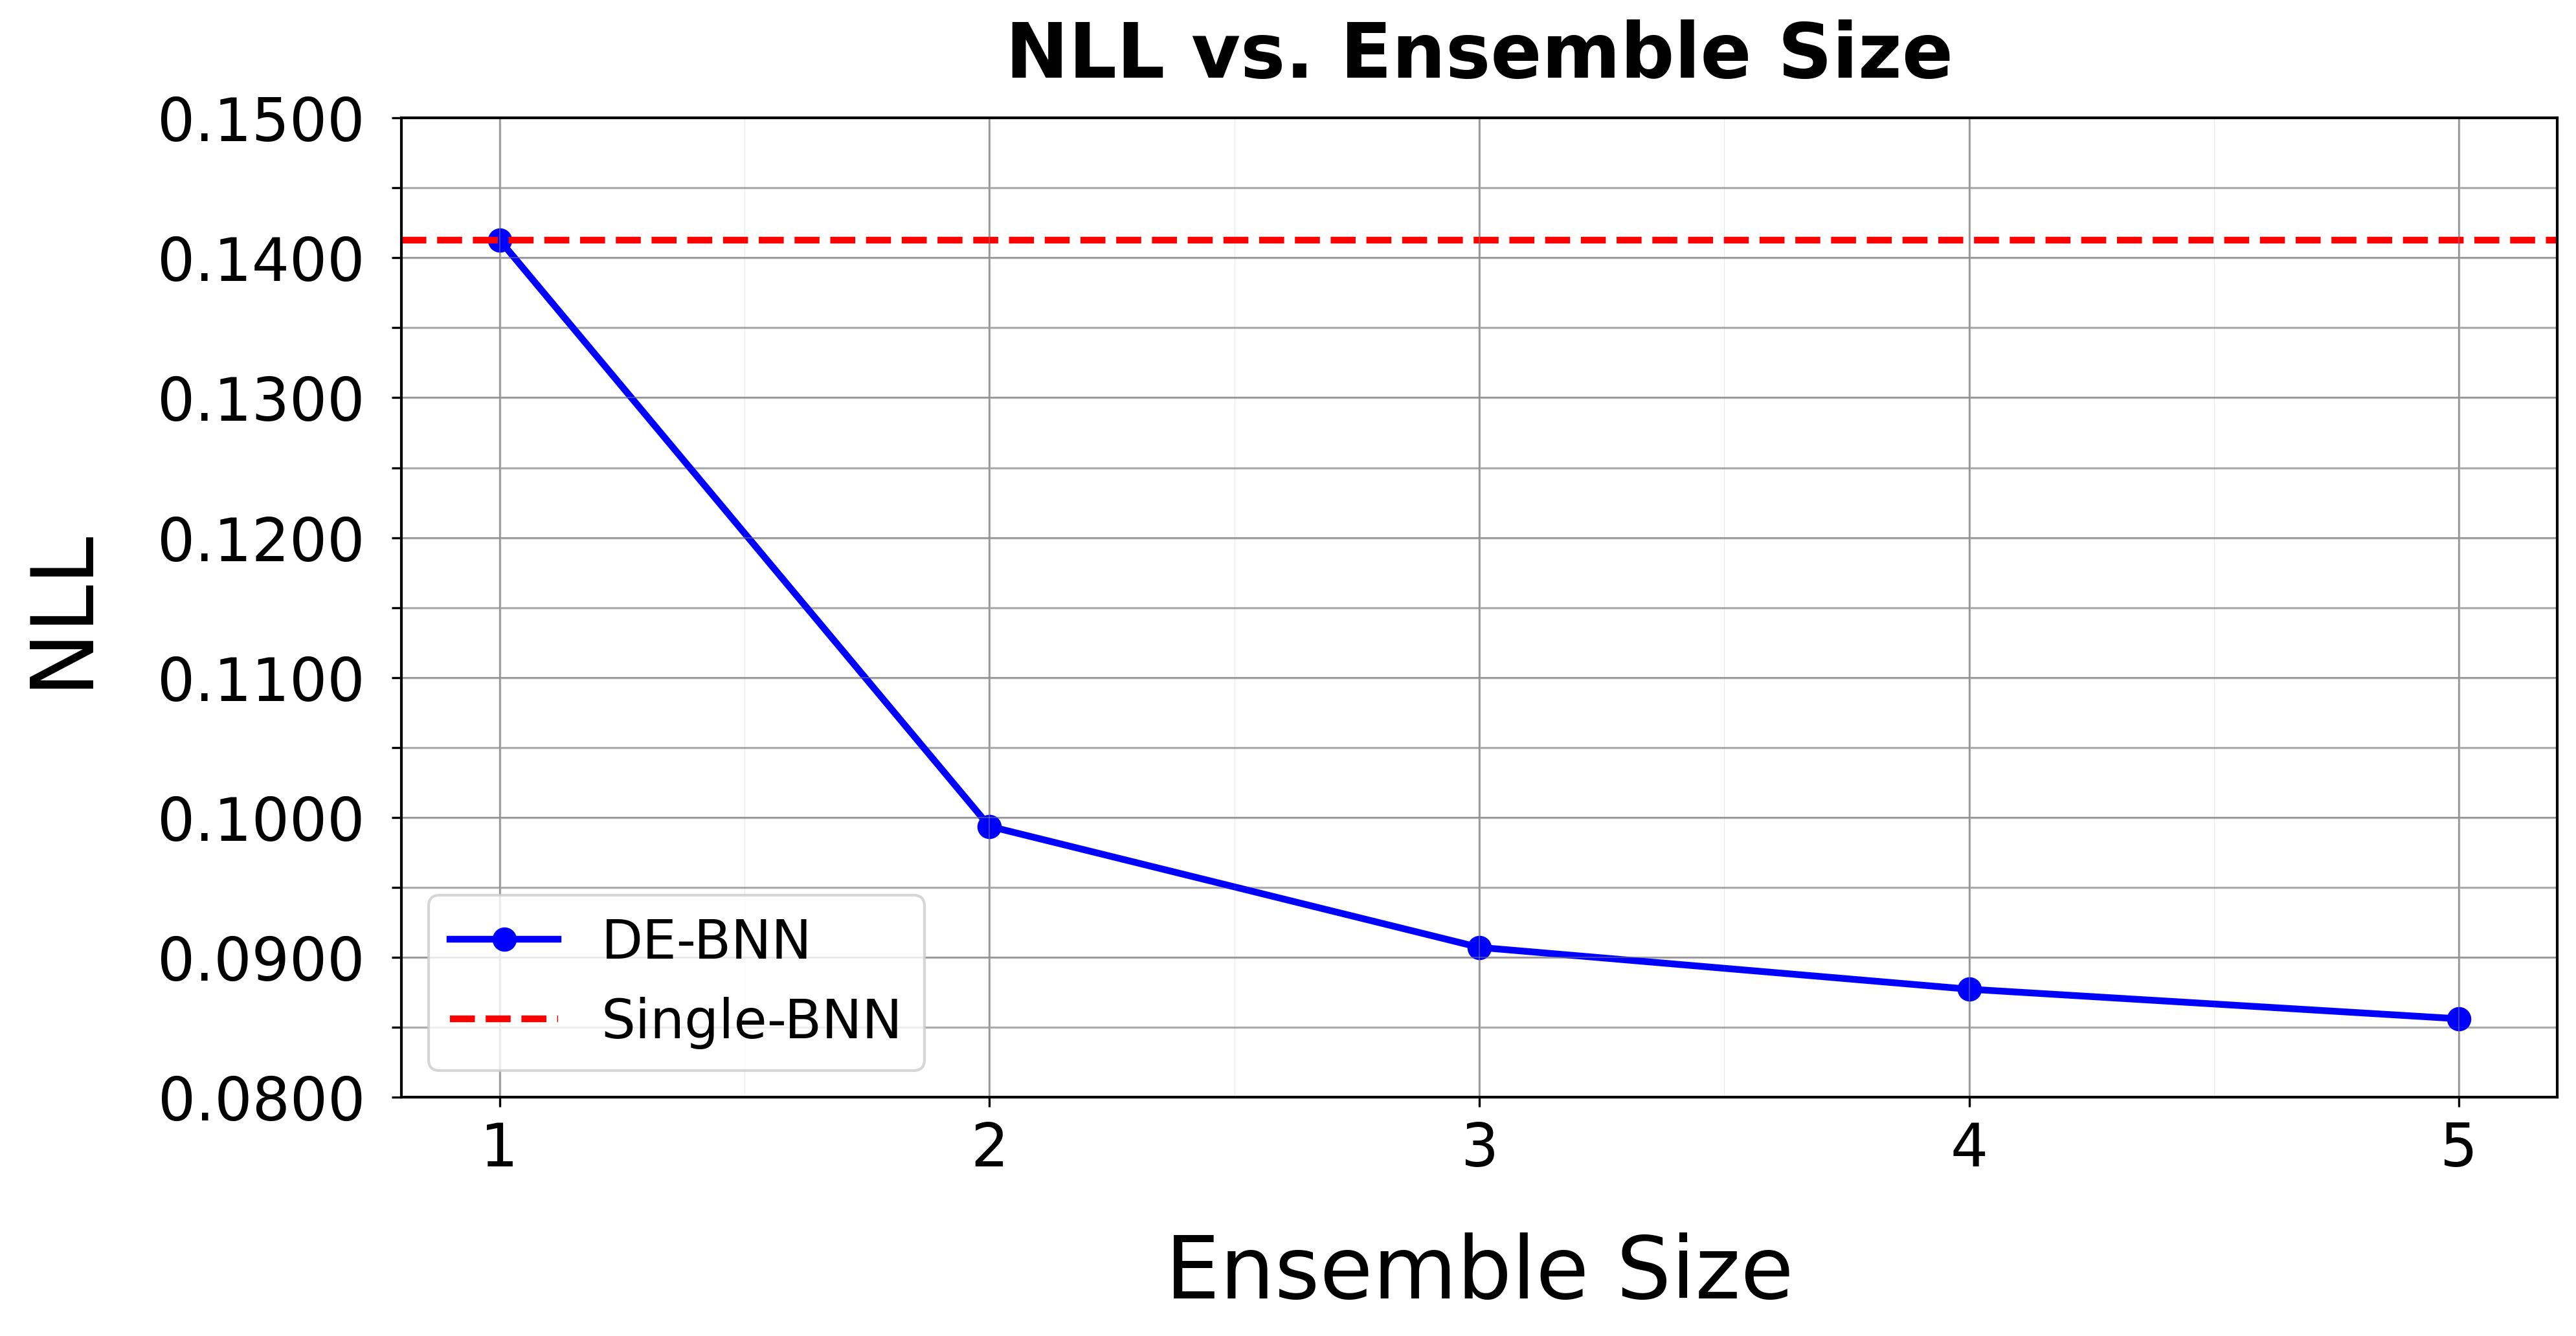 NLL vs. Ensemble Size
0.1500
0.1400
0.1300
0.1200
0.1100
0.1000
0.0900
0.0800
NLL
DE-BNN
Single-BNN
1 2 3 4 5
Ensemble Size